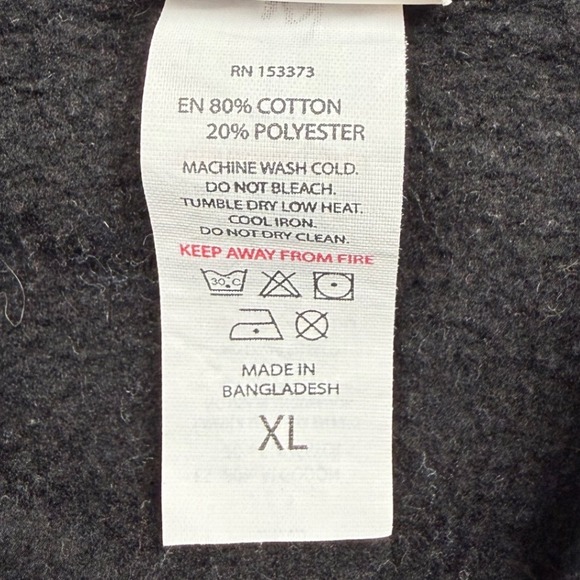 RN 153373
EN 80% COTTON
20% POLYESTER
MACHINE WASH COLD.
DO NOT BLEACH.
TUMBLE DRY LOW HEAT.
COOL IRON.
DO NOT DRY CLEAN.
KEEP AWAY FROM FIRE
30°C
MADE IN
BANGLADESH
XL